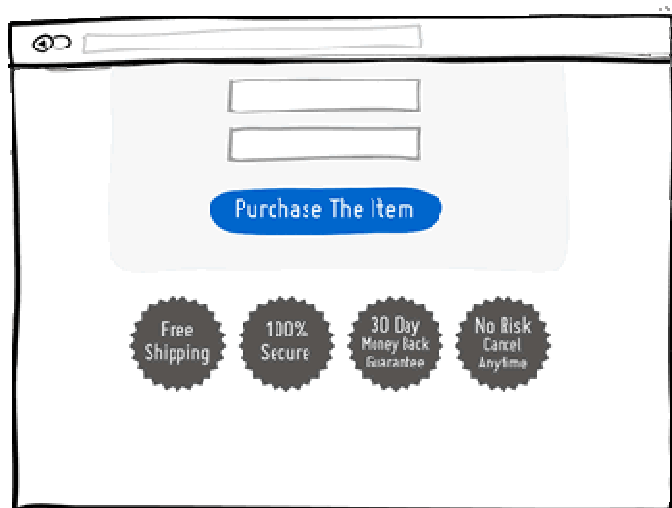 Purchase The Item
Free
Shipping
100%
Secure
30 Day
Money Back
Guarantee
No Risk
Cancel
Anytime